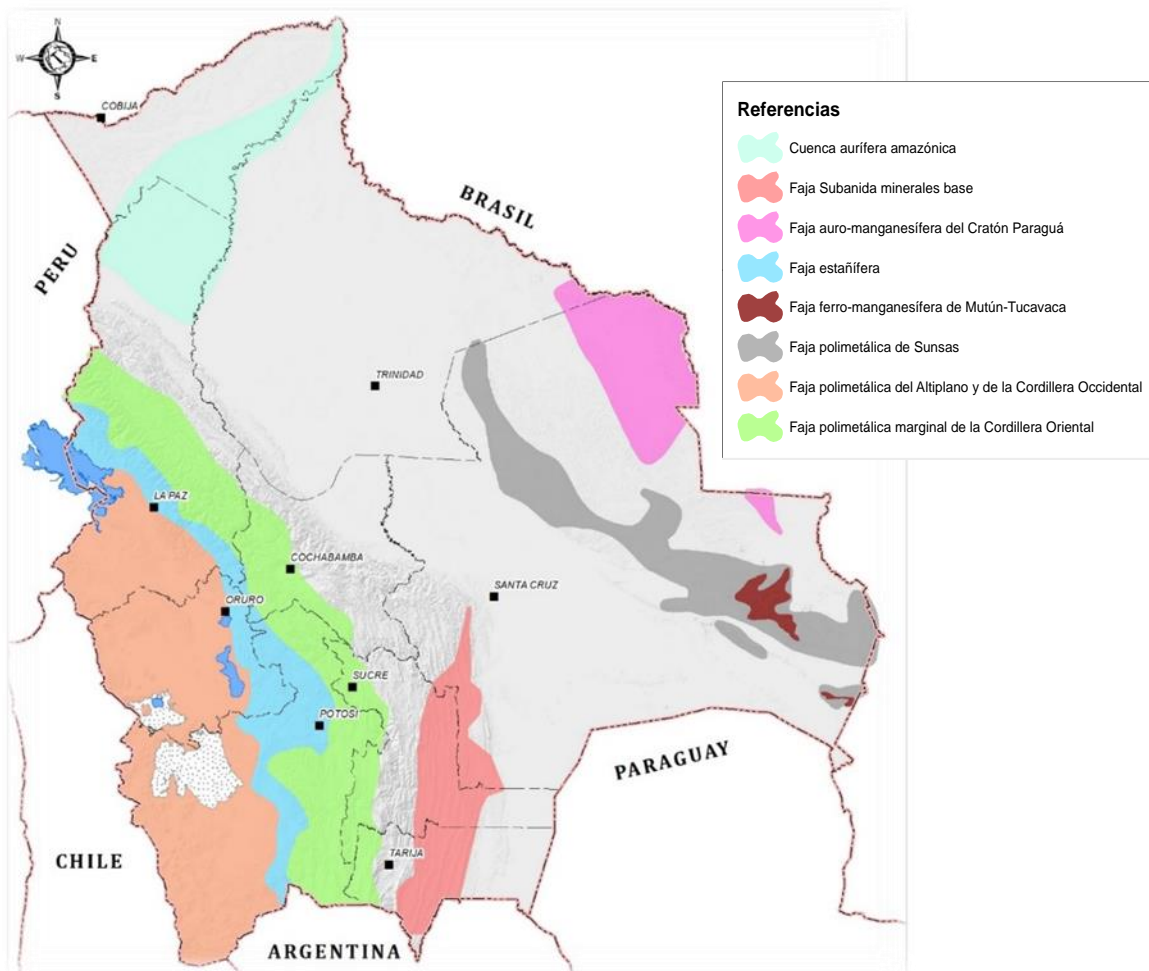 N
W
E
S
COBIJA
BRASIL
PERU
TRINIDAD
LA PAZ
COCHABAMBA
ORURO
SANTA CRUZ
SUCRE
POTOSÍ
PARAGUAY
CHILE
TARIJA
ARGENTINA
Referencias
Cuenca aurífera amazónica
Faja Subanida minerales base
Faja auro-manganesífera del Cratón Paraguá
Faja estañífera
Faja ferro-manganesífera de Mutún-Tucavaca
Faja polimetálica de Sunsas
Faja polimetálica del Altiplano y de la Cordillera Occidental
Faja polimetálica marginal de la Cordillera Oriental